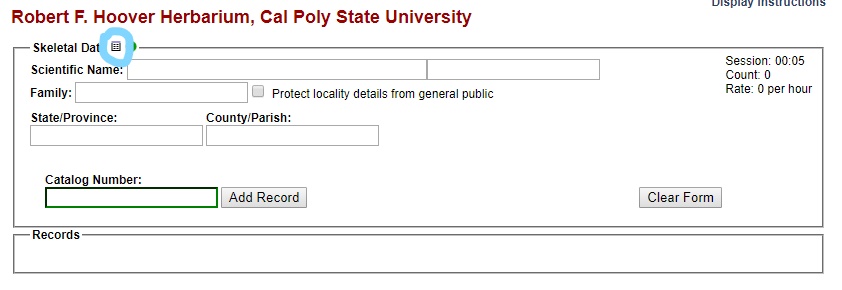 Display Instructions
Robert F. Hoover Herbarium, Cal Poly State University
Skeletal Dat
Scientific Name:
Session: 00:05
Count: 0
Rate: 0 per hour
Family:
Protect locality details from general public
State/Province: County/Parish:
Catalog Number:
Add Record Clear Form
Records